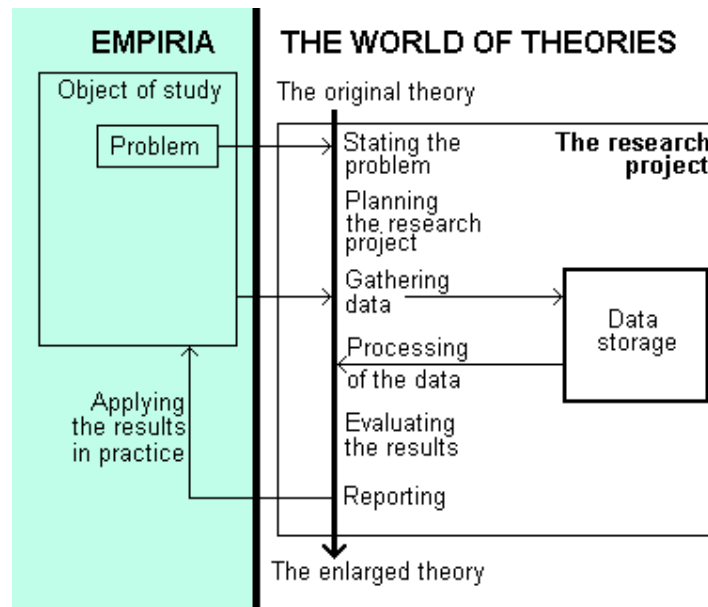 EMPIRIA
THE WORLD OF THEORIES
Object of study
The original theory
Problem
Stating the
problem
The research
project
Planning
the research
project
Gathering
data
Data
storage
Processing
of the data
Applying
the results
in practice
Evaluating
the results
Reporting
The enlarged theory